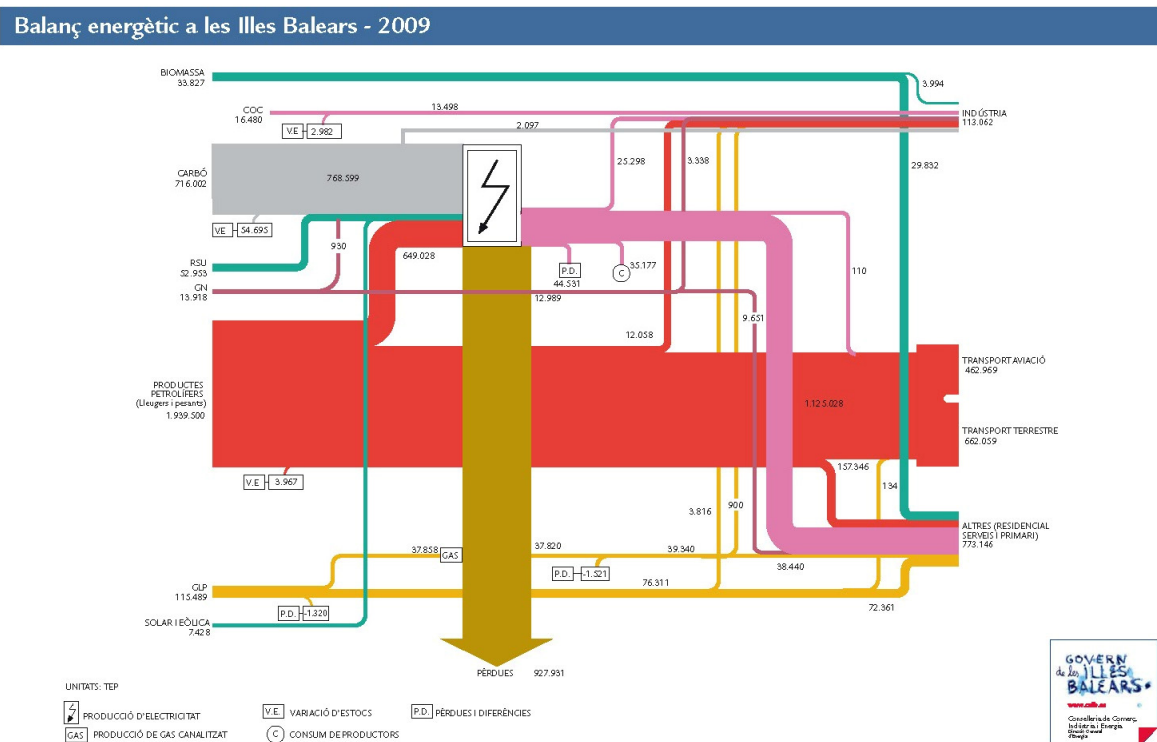 Balanç energètic a les Illes Balears - 2009
BIOMASSA
33.827
3.994
COC
16.480
13.498
V.E
2.982
INDÚSTRIA
113.062
2.097
25.298
3.338
29.832
CARBÓ
716.002
768.599
VE
54.695
930
649.028
RSU
52.953
GN
13.918
P.D.
44.531
C
35.177
110
12.989
9.651
12.058
PRODUCTES
PETROLÍFERS
(Lleugers i pesants)
1.939.500
1.125.028
TRANSPORT AVIACIÓ
462.969
TRANSPORT TERRESTRE
662.059
V.E
3.967
157.346
134
3.816
900
ALTRES (RESIDENCIAL
SERVEIS I PRIMARI)
773.146
37.858
GAS
37.820
39.340
38.440
P.D.
-1.521
76.311
72.361
GLP
115.489
P.D.
-1.320
SOLAR I EÒLICA
7.428
PÈRDUES 927.931
UNITATS: TEP
PRODUCCIÓ D'ELECTRICITAT
V.E. VARIACIÓ D'ESTOCS
P.D. PÈRDUES I DIFERÈNCIES
GAS PRODUCCIÓ DE GAS CANALITZAT
C CONSUM DE PRODUCTORS
GOVERN
de les ILLES
BALEARS
www.caib.es
Conselleria de Comerç,
Indústria i Energia
Direcció General
d'Energia